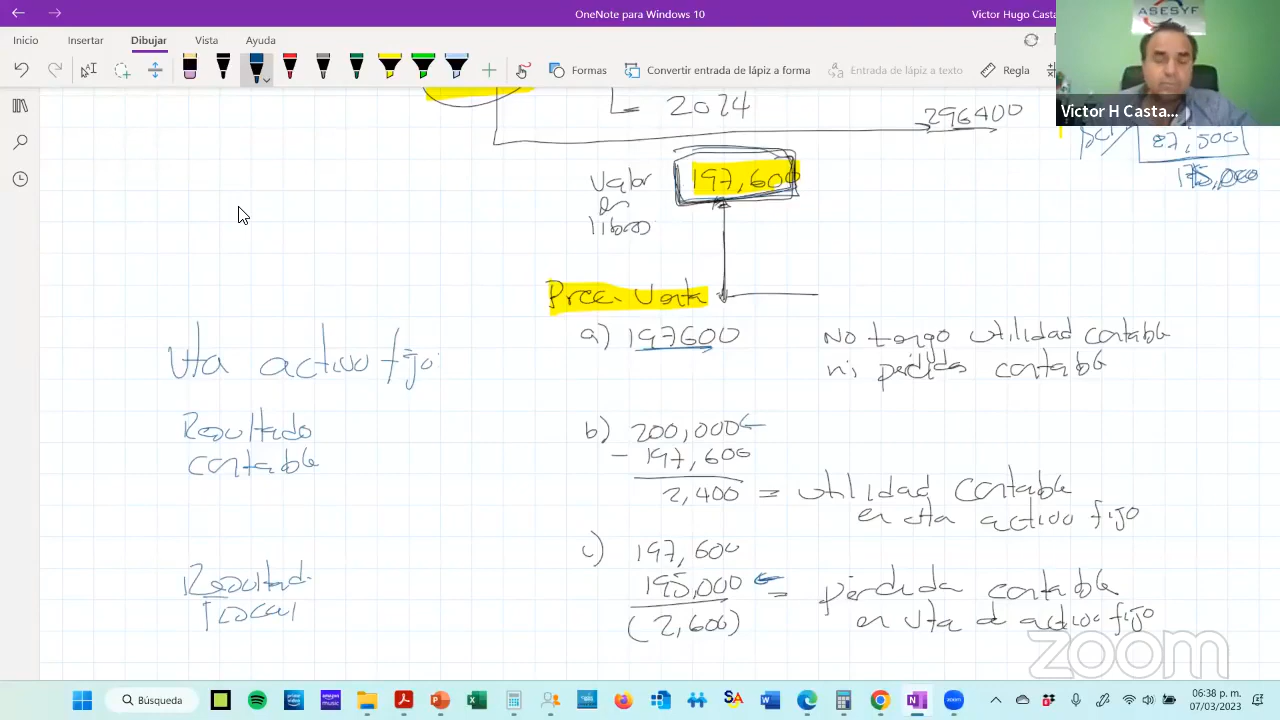 OneNote para Windows 10
Victor Hugo Casta
ASESYF
Inicio
Insertar
Dibujar
Vista
Ayuda
Formas
Convertir entrada de lápiz a forma
Entrada de lápiz a texto
Regla
Victor H Casta...
2024
296400
87,500
175,000
valor
en
libros
197,600
Prec. Venta
a) 197600
No tengo utilidad contable
ni pérdida contable
Vta activo fijo
Resultado
contable
b) 200,000
- 197,600
2,400 = utilidad contable
en vta activo fijo
c) 197,600
195,000
(2,600)
= pérdida contable
en vta de activo fijo
Resultado
Fiscal
zoom
Búsqueda
06:38 p. m.
07/03/2023